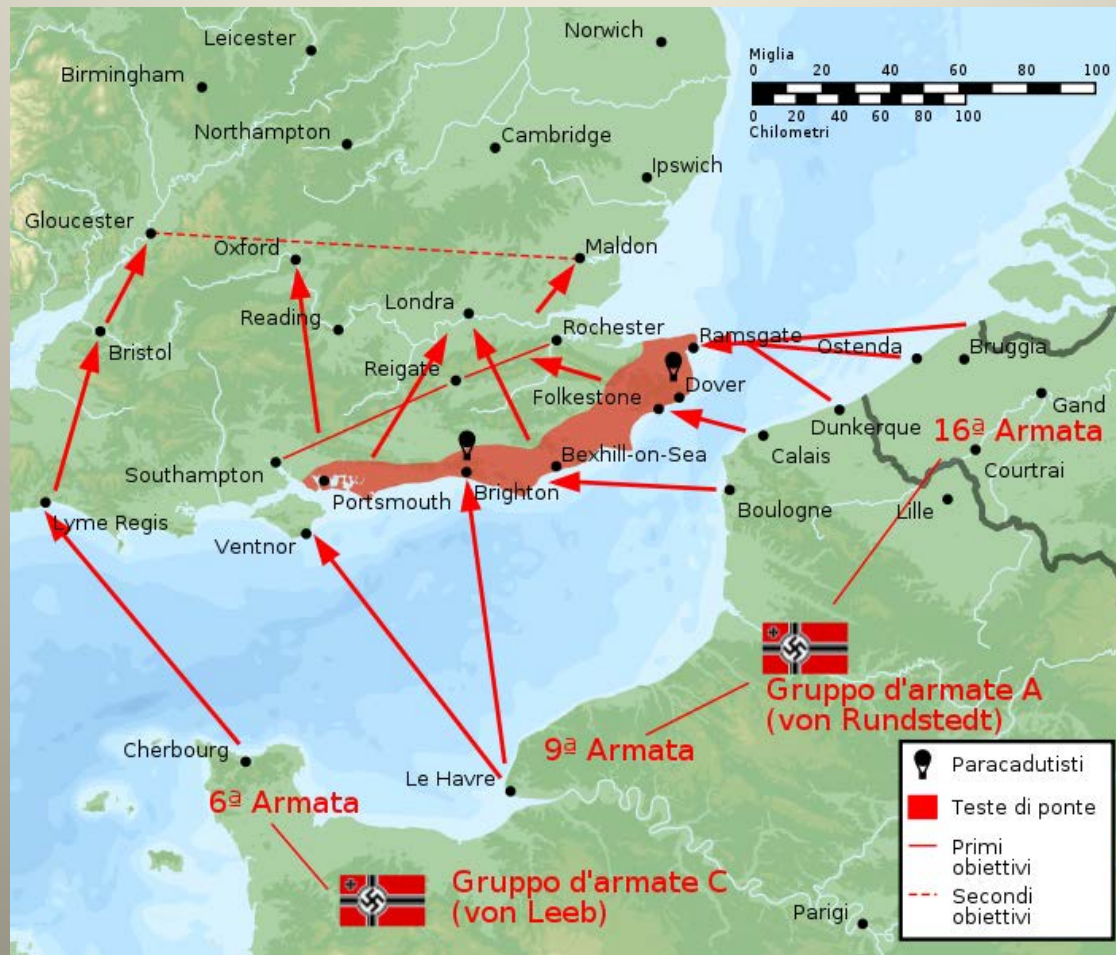 Leicester
Norwich
Birmingham
Miglia
0 20 40 60 80 100
0 20 40 60 80 100
Chilometri
Northampton
Cambridge
Ipswich
Gloucester
Oxford
Maldon
Londra
Reading
Rochester
Bristol
Ramsgate
Ostenda
Bruggia
Reigate
Folkestone
Dover
Gand
Dunkerque
16ª Armata
Calais
Courtrai
Southampton
Bexhill-on-Sea
Portsmouth
Brighton
Boulogne
Lille
Lyme Regis
Ventnor
Gruppo d'armate A
(von Rundstedt)
Cherbourg
9ª Armata
Le Havre
6ª Armata
Gruppo d'armate C
(von Leeb)
Parigi
Paracadutisti
Teste di ponte
Primi
obiettivi
Secondi
obiettivi